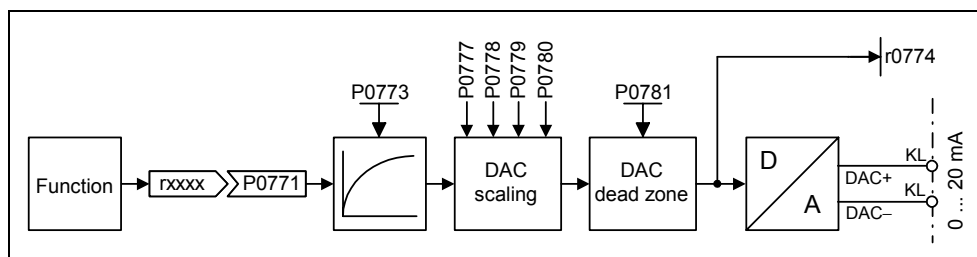 r0774
P0777
P0778
P0779
P0780
P0773
P0781
Function
rxxxx
P0771
DAC
scaling
DAC
dead zone
D
A
KL
DAC+
KL
DAC–
0 ... 20 mA